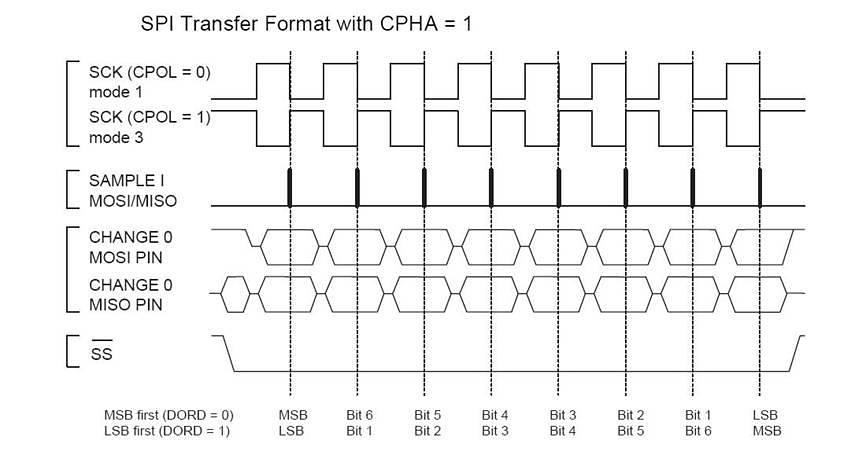 SPI Transfer Format with CPHA = 1
SCK (CPOL = 0)
mode 1
SCK (CPOL = 1)
mode 3
SAMPLE I
MOSI/MISO
CHANGE 0
MOSI PIN
CHANGE 0
MISO PIN
SS
MSB first (DORD = 0) MSB Bit 6 Bit 5 Bit 4 Bit 3 Bit 2 Bit 1 LSB
LSB first (DORD = 1) LSB Bit 1 Bit 2 Bit 3 Bit 4 Bit 5 Bit 6 MSB